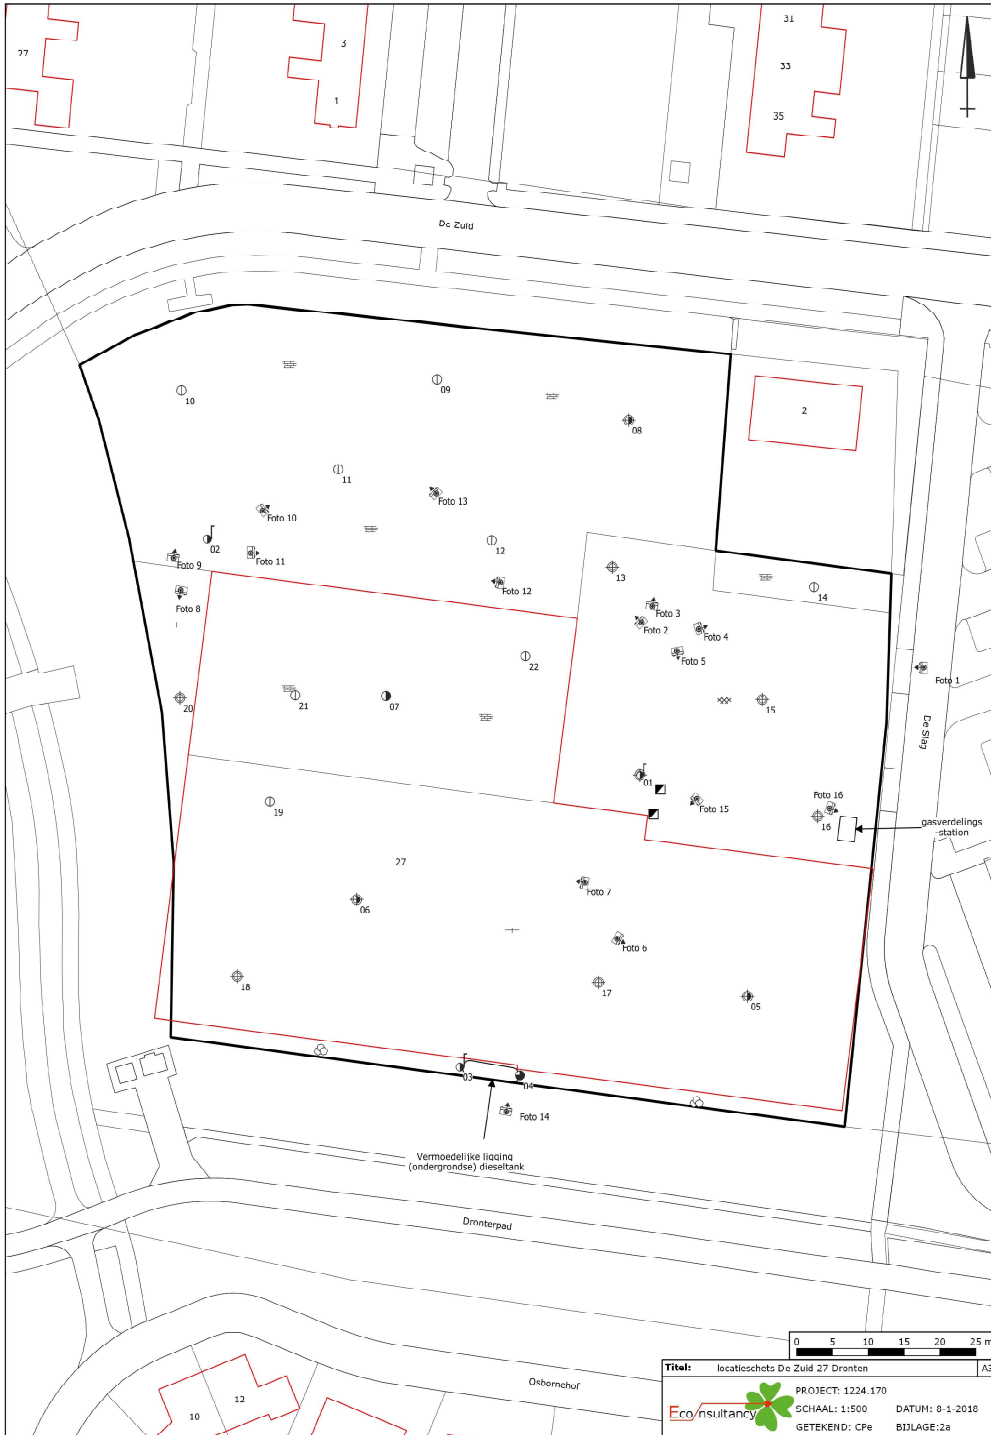 27
3
1
31
33
35
De Zuid
2
10
09
08
11
Foto 10
Foto 13
02
12
Foto 9
Foto 11
Foto 8
Foto 12
13
14
Foto 3
Foto 2
Foto 4
Foto 5
22
Foto 1
20
21
07
15
De Slag
01
Foto 15
Foto 16
16
gasverdelings
-station
19
27
06
Foto 7
Foto 6
18
17
05
03
04
Foto 14
Vermoedelijke ligging
(ondergrondse) dieseltank
Dronterpad
Osbornehof
10
12
0 5 10 15 20 25 m
Titel: locatieschets De Zuid 27 Dronten A3
Econsultancy
PROJECT: 1224.170
SCHAAL: 1:500 DATUM: 8-1-2018
GETEKEND: CPe BIJLAGE:2a